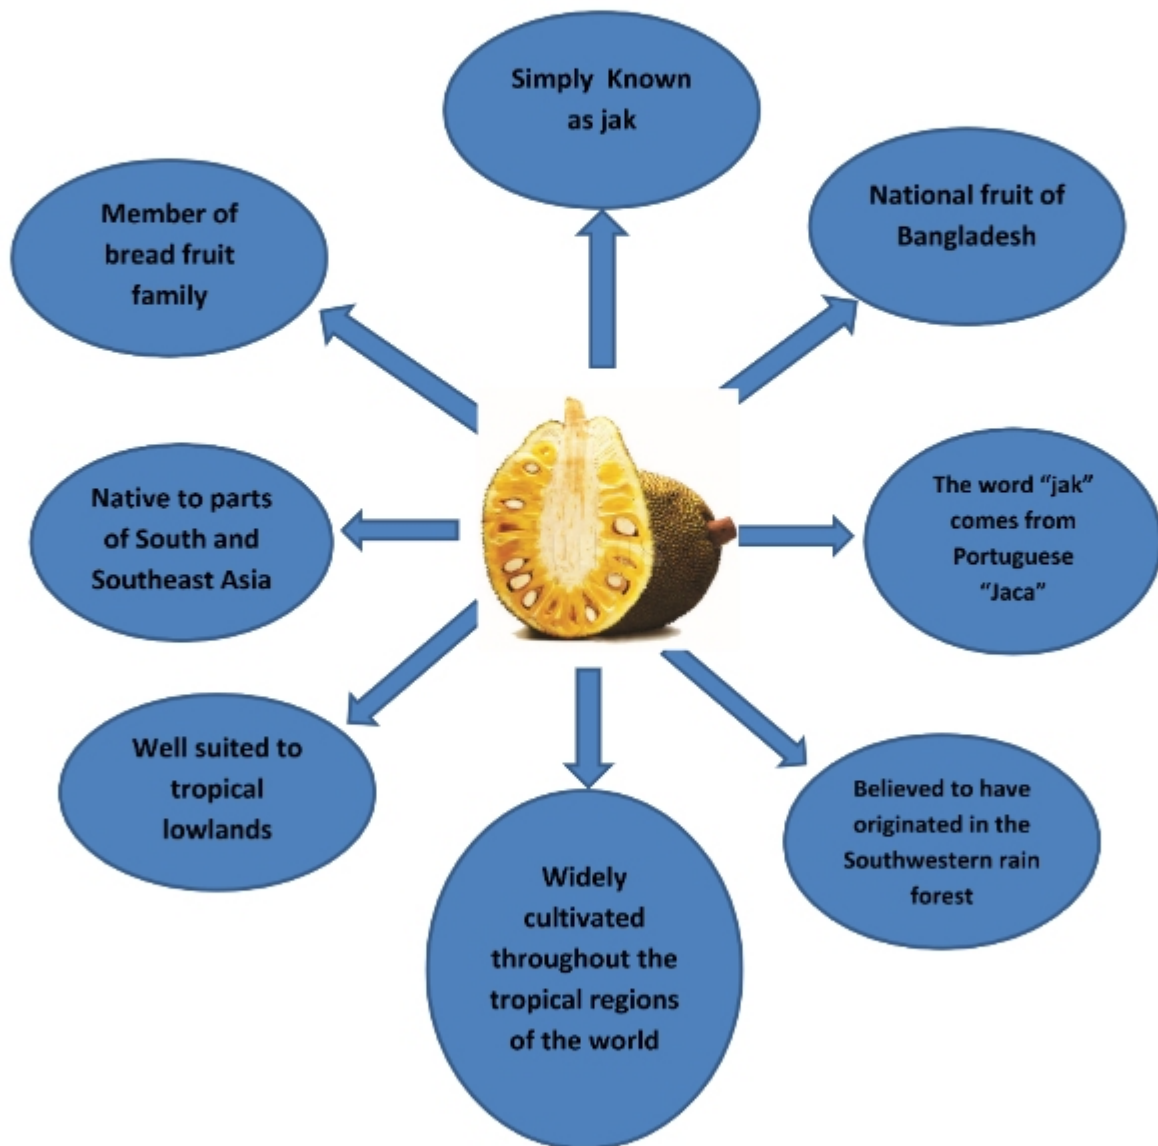 Simply Known
as jak
National fruit of
Bangladesh
Member of
bread fruit
family
The word “jak”
comes from
Portuguese
“Jaca”
Native to parts
of South and
Southeast Asia
Well suited to
tropical
lowlands
Believed to have
originated in the
Southwestern rain
forest
Widely
cultivated
throughout the
tropical regions
of the world